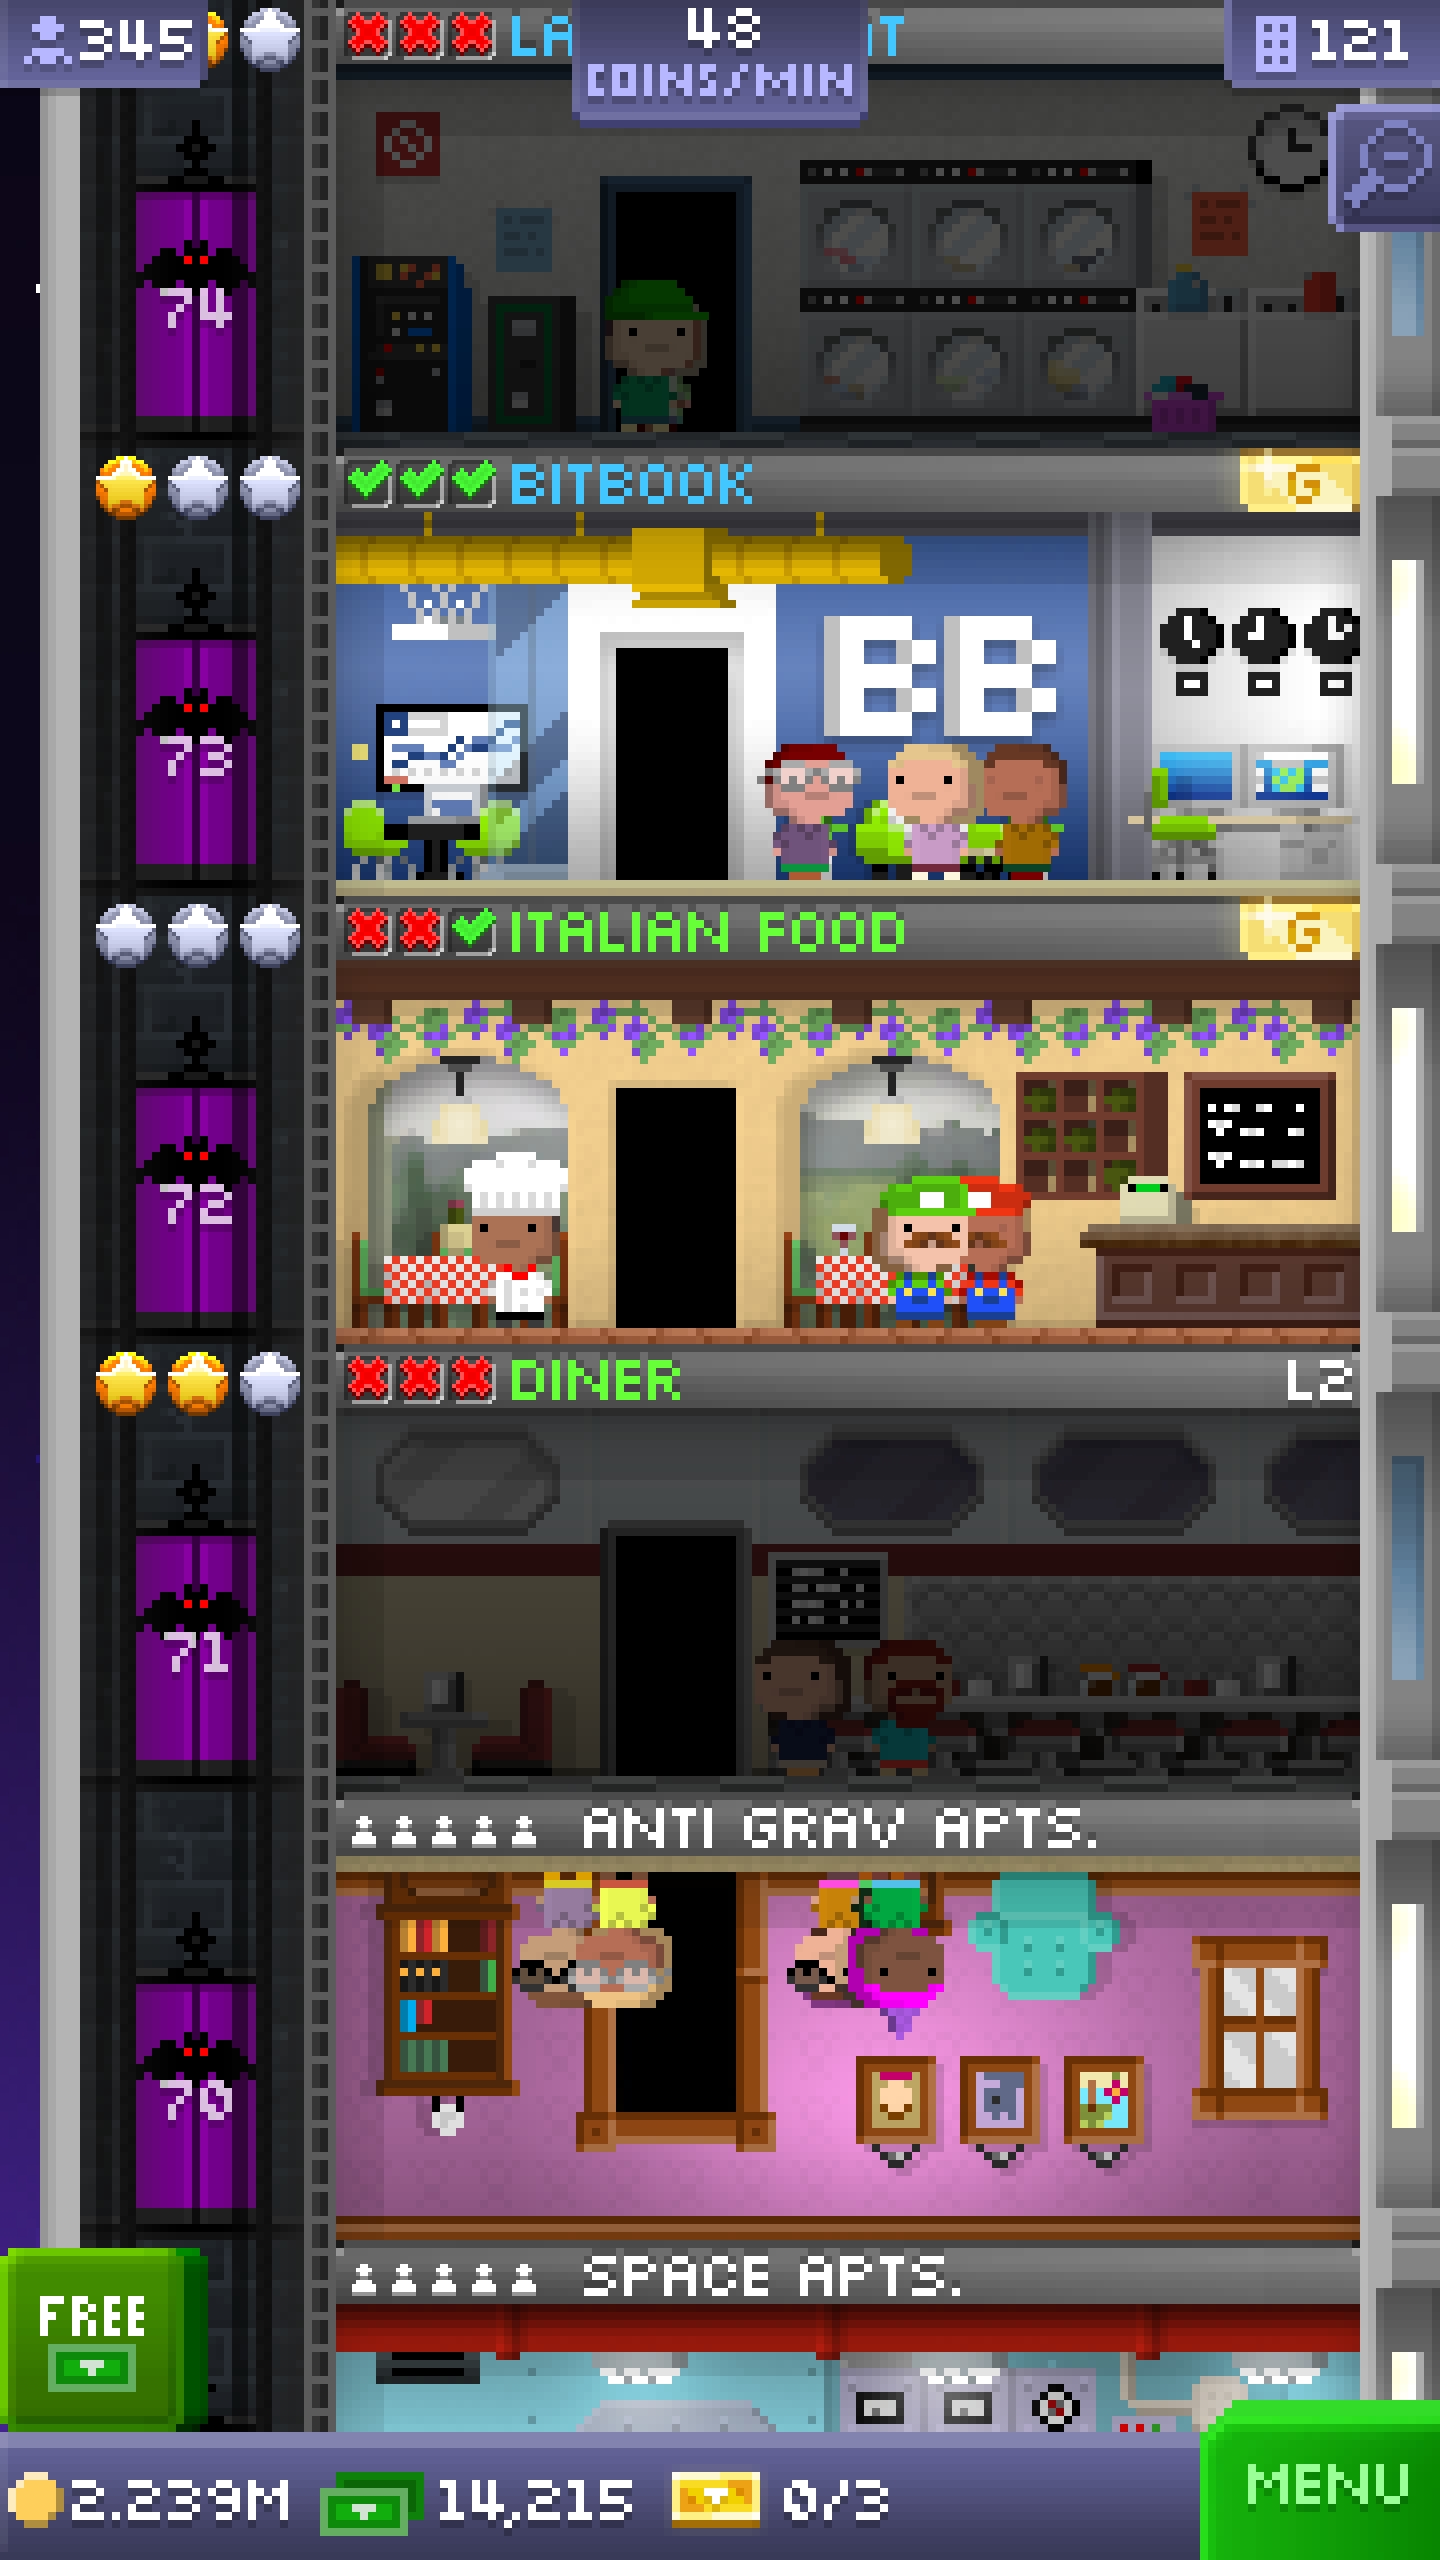 345
48
COINS/MIN
121
LA
T
74
BITBOOK
G
BB
73
ITALIAN FOOD
G
72
DINER
L2
71
ANTI GRAV APTS.
70
SPACE APTS.
FREE
2.239M
14,215
0/3
MENU